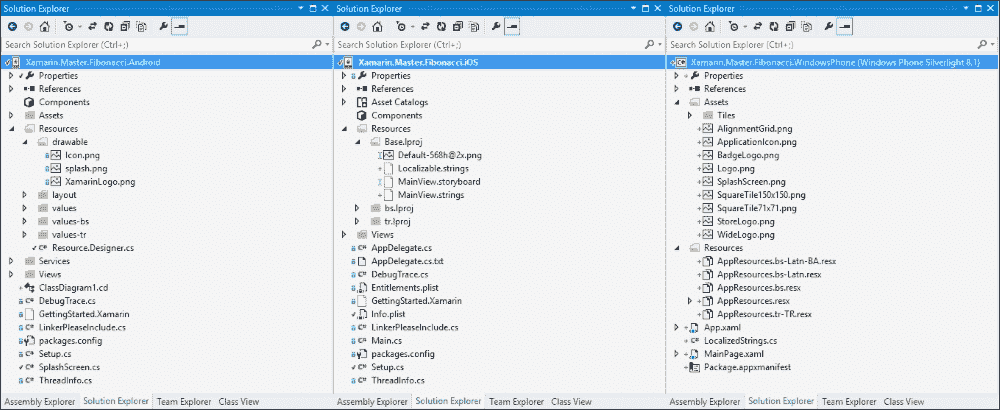 Solution Explorer
Search Solution Explorer (Ctrl+;)
Xamarin.Master.Fibonacci.Android
Properties
References
Components
Assets
Resources
drawable
Icon.png
splash.png
XamarinLogo.png
layout
values
values-bs
values-tr
Resource.Designer.cs
Services
Views
ClassDiagram1.cd
DebugTrace.cs
GettingStarted.Xamarin
LinkerPleaseInclude.cs
packages.config
Setup.cs
SplashScreen.cs
ThreadInfo.cs
Assembly Explorer Solution Explorer Team Explorer Class View
Solution Explorer
Search Solution Explorer (Ctrl+;)
Xamarin.Master.Fibonacci.iOS
Properties
References
Asset Catalogs
Components
Resources
Base.lproj
Default-568h@2x.png
Localizable.strings
MainView.storyboard
MainView.strings
bs.lproj
tr.lproj
Views
AppDelegate.cs
AppDelegate.cs.txt
DebugTrace.cs
Entitlements.plist
GettingStarted.Xamarin
Info.plist
LinkerPleaseInclude.cs
Main.cs
packages.config
Setup.cs
ThreadInfo.cs
Assembly Explorer Solution Explorer Team Explorer Class View
Solution Explorer
Search Solution Explorer (Ctrl+;)
Xamarin.Master.Fibonacci.WindowsPhone (Windows Phone Silverlight 8.1)
Properties
References
Assets
Tiles
AlignmentGrid.png
ApplicationIcon.png
BadgeLogo.png
Logo.png
SplashScreen.png
SquareTile150x150.png
SquareTile71x71.png
StoreLogo.png
WideLogo.png
Resources
AppResources.bs-Latn-BA.resx
AppResources.bs-Latn.resx
AppResources.bs.resx
AppResources.resx
AppResources.tr-TR.resx
App.xaml
LocalizedStrings.cs
MainPage.xaml
Package.appxmanifest
Assembly Explorer Solution Explorer Team Explorer Class View